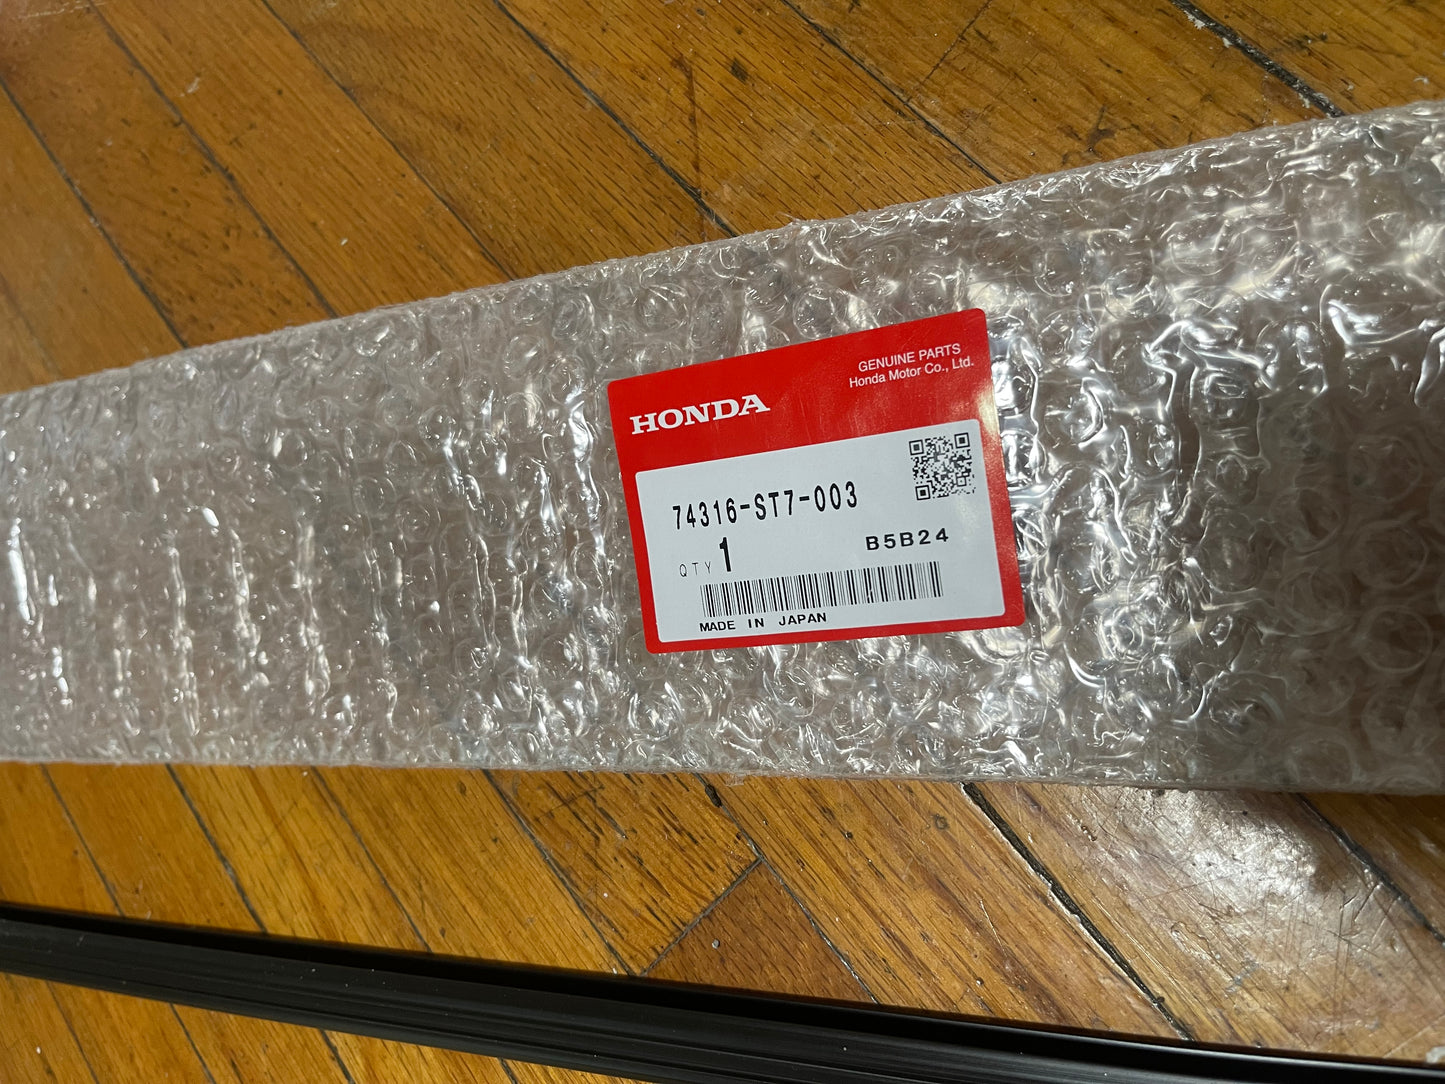 GENUINE PARTS
Honda Motor Co., Ltd.
HONDA
74316-ST7-003
QTY 1
B5B24
MADE IN JAPAN